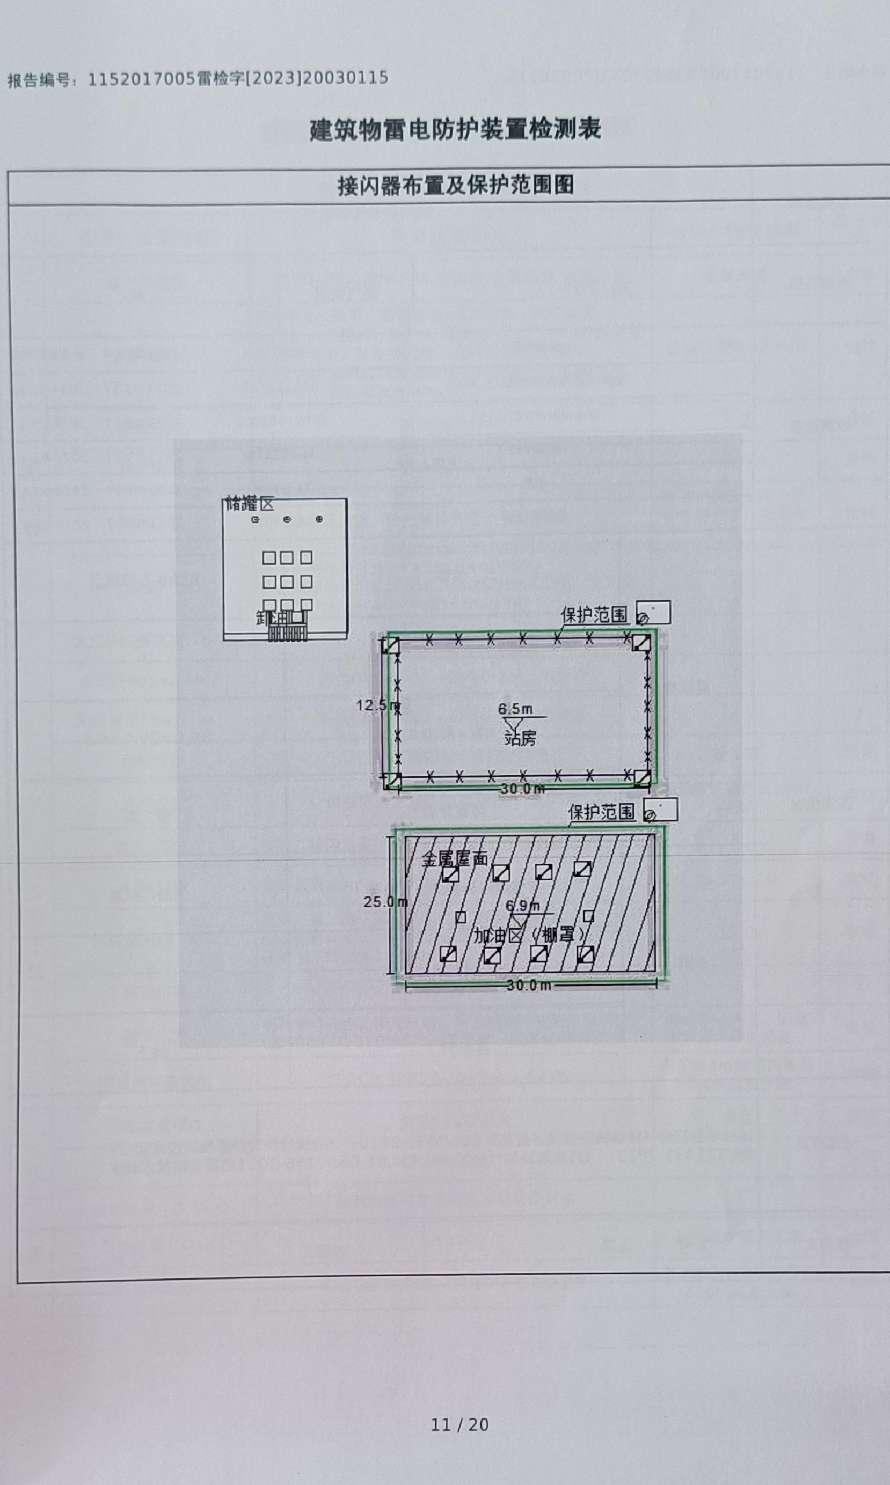 报告编号：1152017005雷检字[2023]20030115
建筑物雷电防护装置检测表
接闪器布置及保护范围图
储罐区
卸油口
保护范围
12.5m
6.5m
站房
30.0m
保护范围
金属屋面
25.0m
6.9m
加油区（棚罩）
30.0m
11 / 20